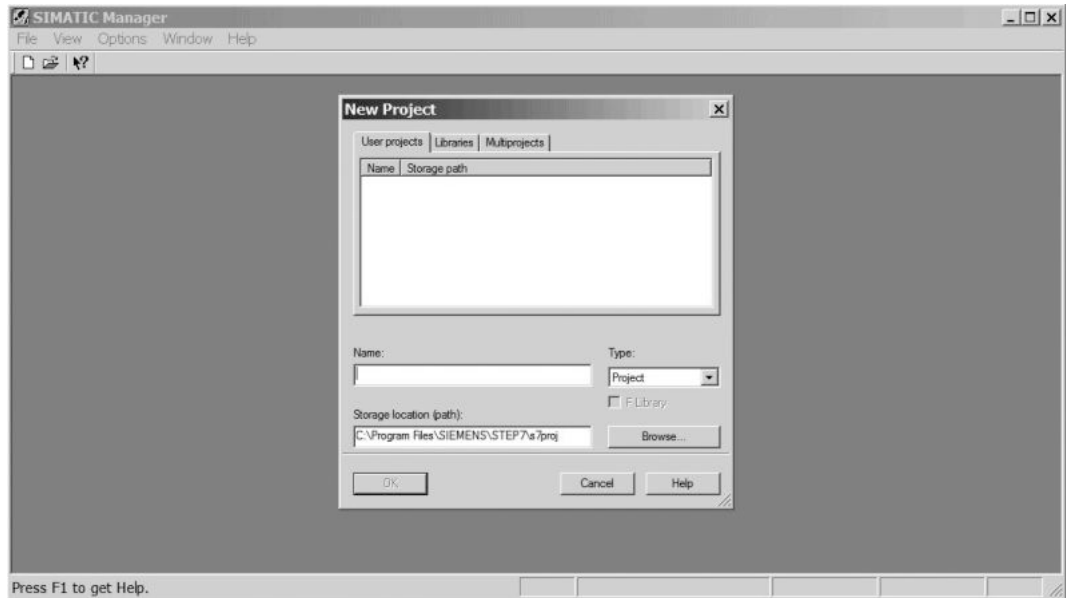 SIMATIC Manager
File View Options Window Help
New Project
User projects Libraries Multiprojects
Name Storage path
Name:
Type:
Project
F Library
Storage location (path):
C:\Program Files\SIEMENS\STEP7\s7proj
Browse...
OK
Cancel
Help
Press F1 to get Help.